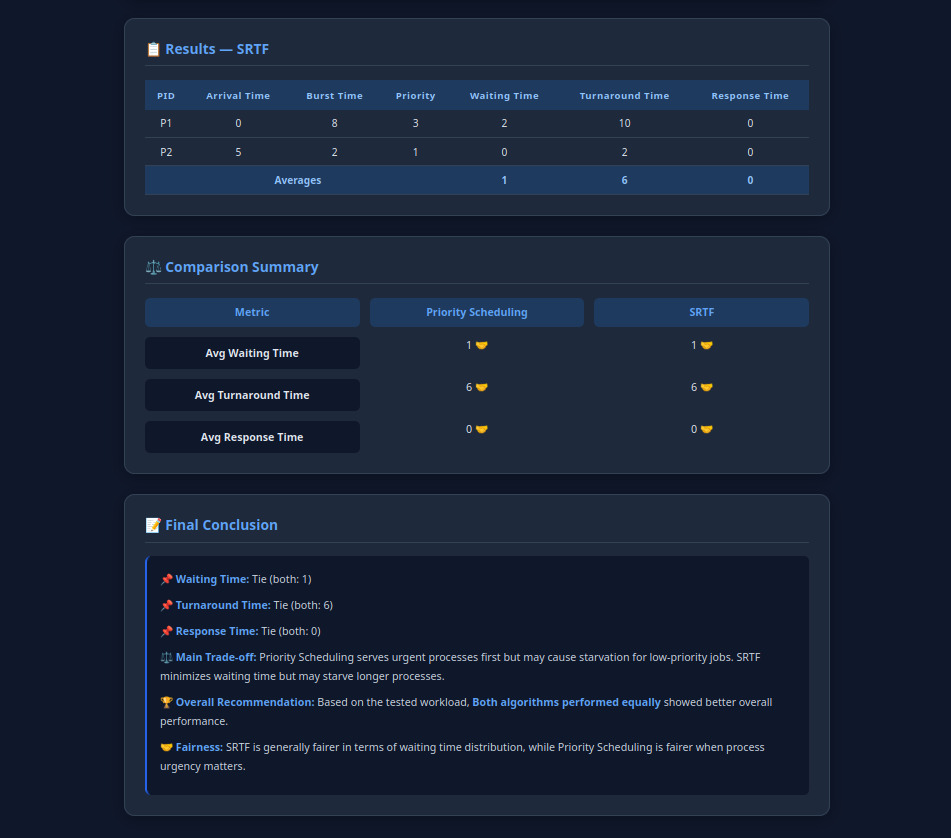 📋 Results — SRTF
PID Arrival Time Burst Time Priority Waiting Time Turnaround Time Response Time
P1 0 8 3 2 10 0
P2 5 2 1 0 2 0
Averages 1 6 0
⚖️ Comparison Summary
Metric Priority Scheduling SRTF
Avg Waiting Time 1 🤝 1 🤝
Avg Turnaround Time 6 🤝 6 🤝
Avg Response Time 0 🤝 0 🤝
📝 Final Conclusion
📌 Waiting Time: Tie (both: 1)
📌 Turnaround Time: Tie (both: 6)
📌 Response Time: Tie (both: 0)
⚖️ Main Trade-off: Priority Scheduling serves urgent processes first but may cause starvation for low-priority jobs. SRTF
minimizes waiting time but may starve longer processes.
🏆 Overall Recommendation: Based on the tested workload, Both algorithms performed equally showed better overall
performance.
🤝 Fairness: SRTF is generally fairer in terms of waiting time distribution, while Priority Scheduling is fairer when process
urgency matters.